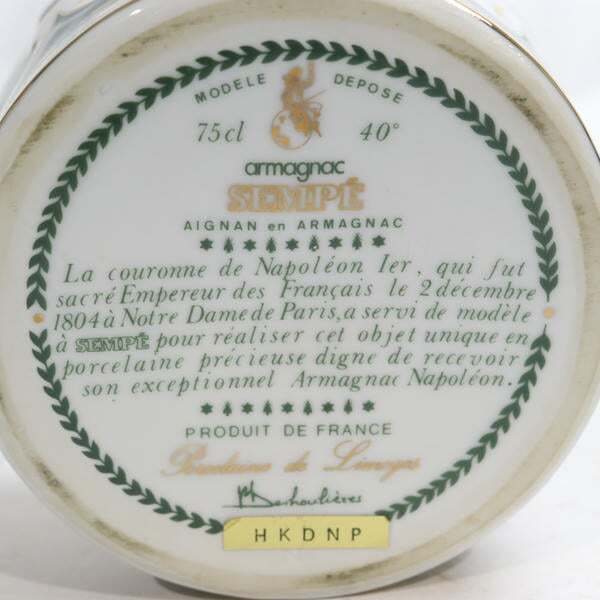 MODELE DEPOSE
75cl 40°
armagnac
SEMPÉ
AIGNAN en ARMAGNAC
La couronne de Napoléon Ier, qui fut
sacré Empereur des Français le 2 décembre
1804 à Notre Dame de Paris, a servi de modèle
à SEMPÉ pour réaliser cet objet unique en
porcelaine précieuse digne de recevoir
son exceptionnel Armagnac Napoléon.
PRODUIT DE FRANCE
Porcelaine de Limoges
MDeshoulières
HKDNP